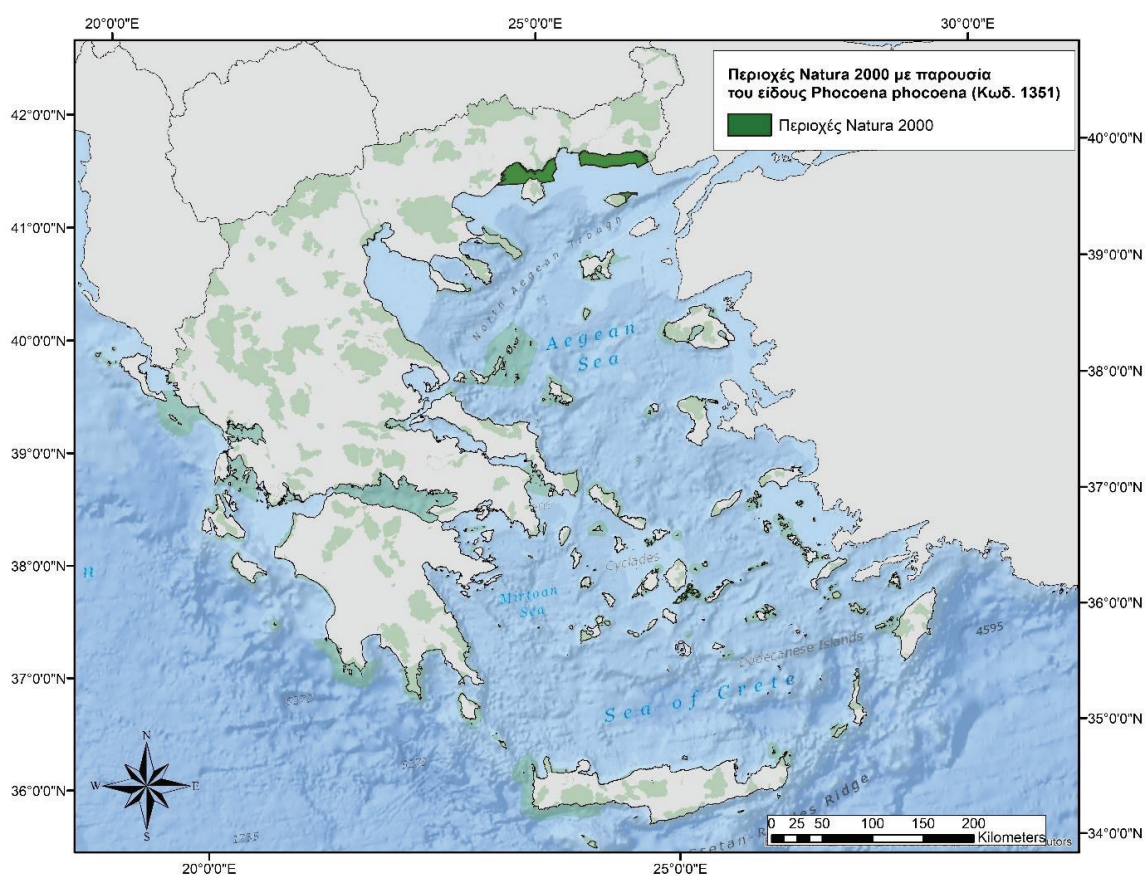 20°0'0"E 25°0'0"E 30°0'0"E
Περιοχές Natura 2000 με παρουσία
του είδους Phocoena phocoena (Κωδ. 1351)
Περιοχές Natura 2000
42°0'0"N
40°0'0"N
41°0'0"N
39°0'0"N
North Aegean Trough
40°0'0"N
Aegean
Sea
38°0'0"N
39°0'0"N
37°0'0"N
38°0'0"N
n
Cyclades
Mirtoan
Sea
36°0'0"N
Dodecanese Islands
4595
37°0'0"N
Sea of Crete
35°0'0"N
N
W E
S
36°0'0"N
Ridge
0 25 50 100 150 200
Kilometers
utors
34°0'0"N
20°0'0"E 25°0'0"E